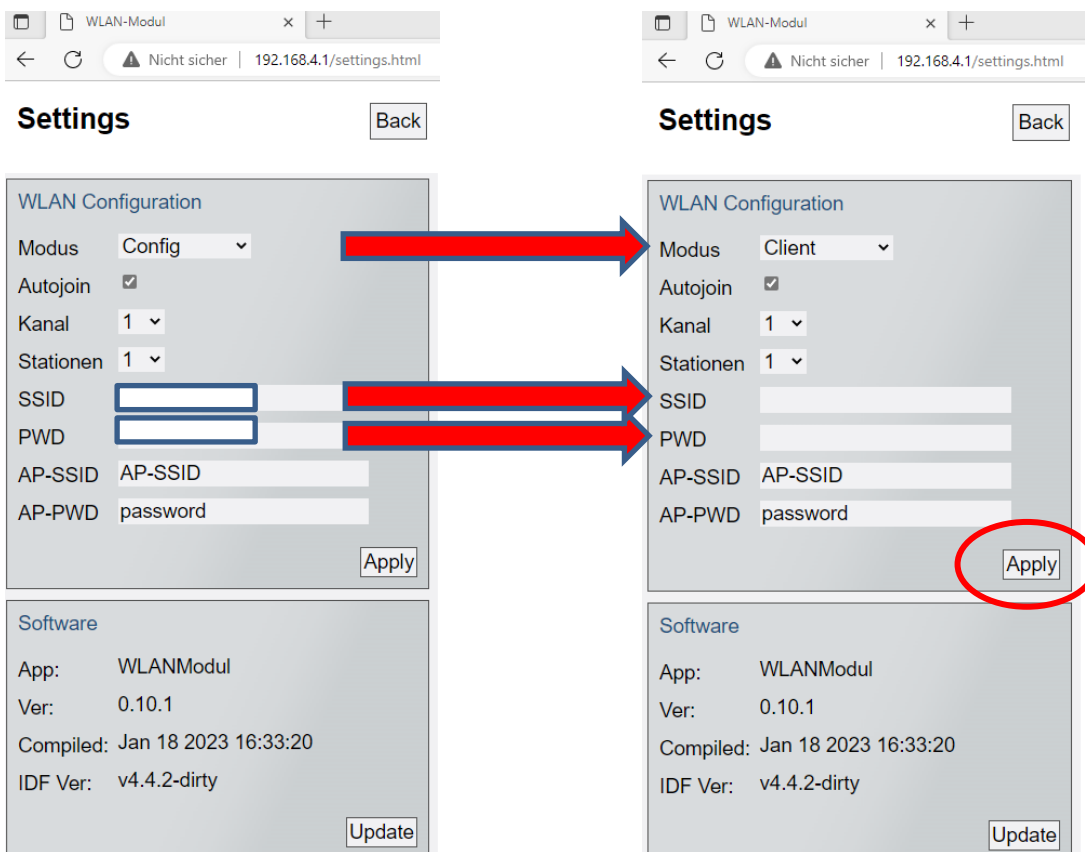 WLAN-Modul
Nicht sicher | 192.168.4.1/settings.html
Settings
Back
WLAN Configuration
Modus Config
Autojoin
Kanal 1
Stationen 1
SSID
PWD
AP-SSID AP-SSID
AP-PWD password
Apply
Software
App: WLANModul
Ver: 0.10.1
Compiled: Jan 18 2023 16:33:20
IDF Ver: v4.4.2-dirty
Update
WLAN-Modul
Nicht sicher | 192.168.4.1/settings.html
Settings
Back
WLAN Configuration
Modus Client
Autojoin
Kanal 1
Stationen 1
SSID
PWD
AP-SSID AP-SSID
AP-PWD password
Apply
Software
App: WLANModul
Ver: 0.10.1
Compiled: Jan 18 2023 16:33:20
IDF Ver: v4.4.2-dirty
Update